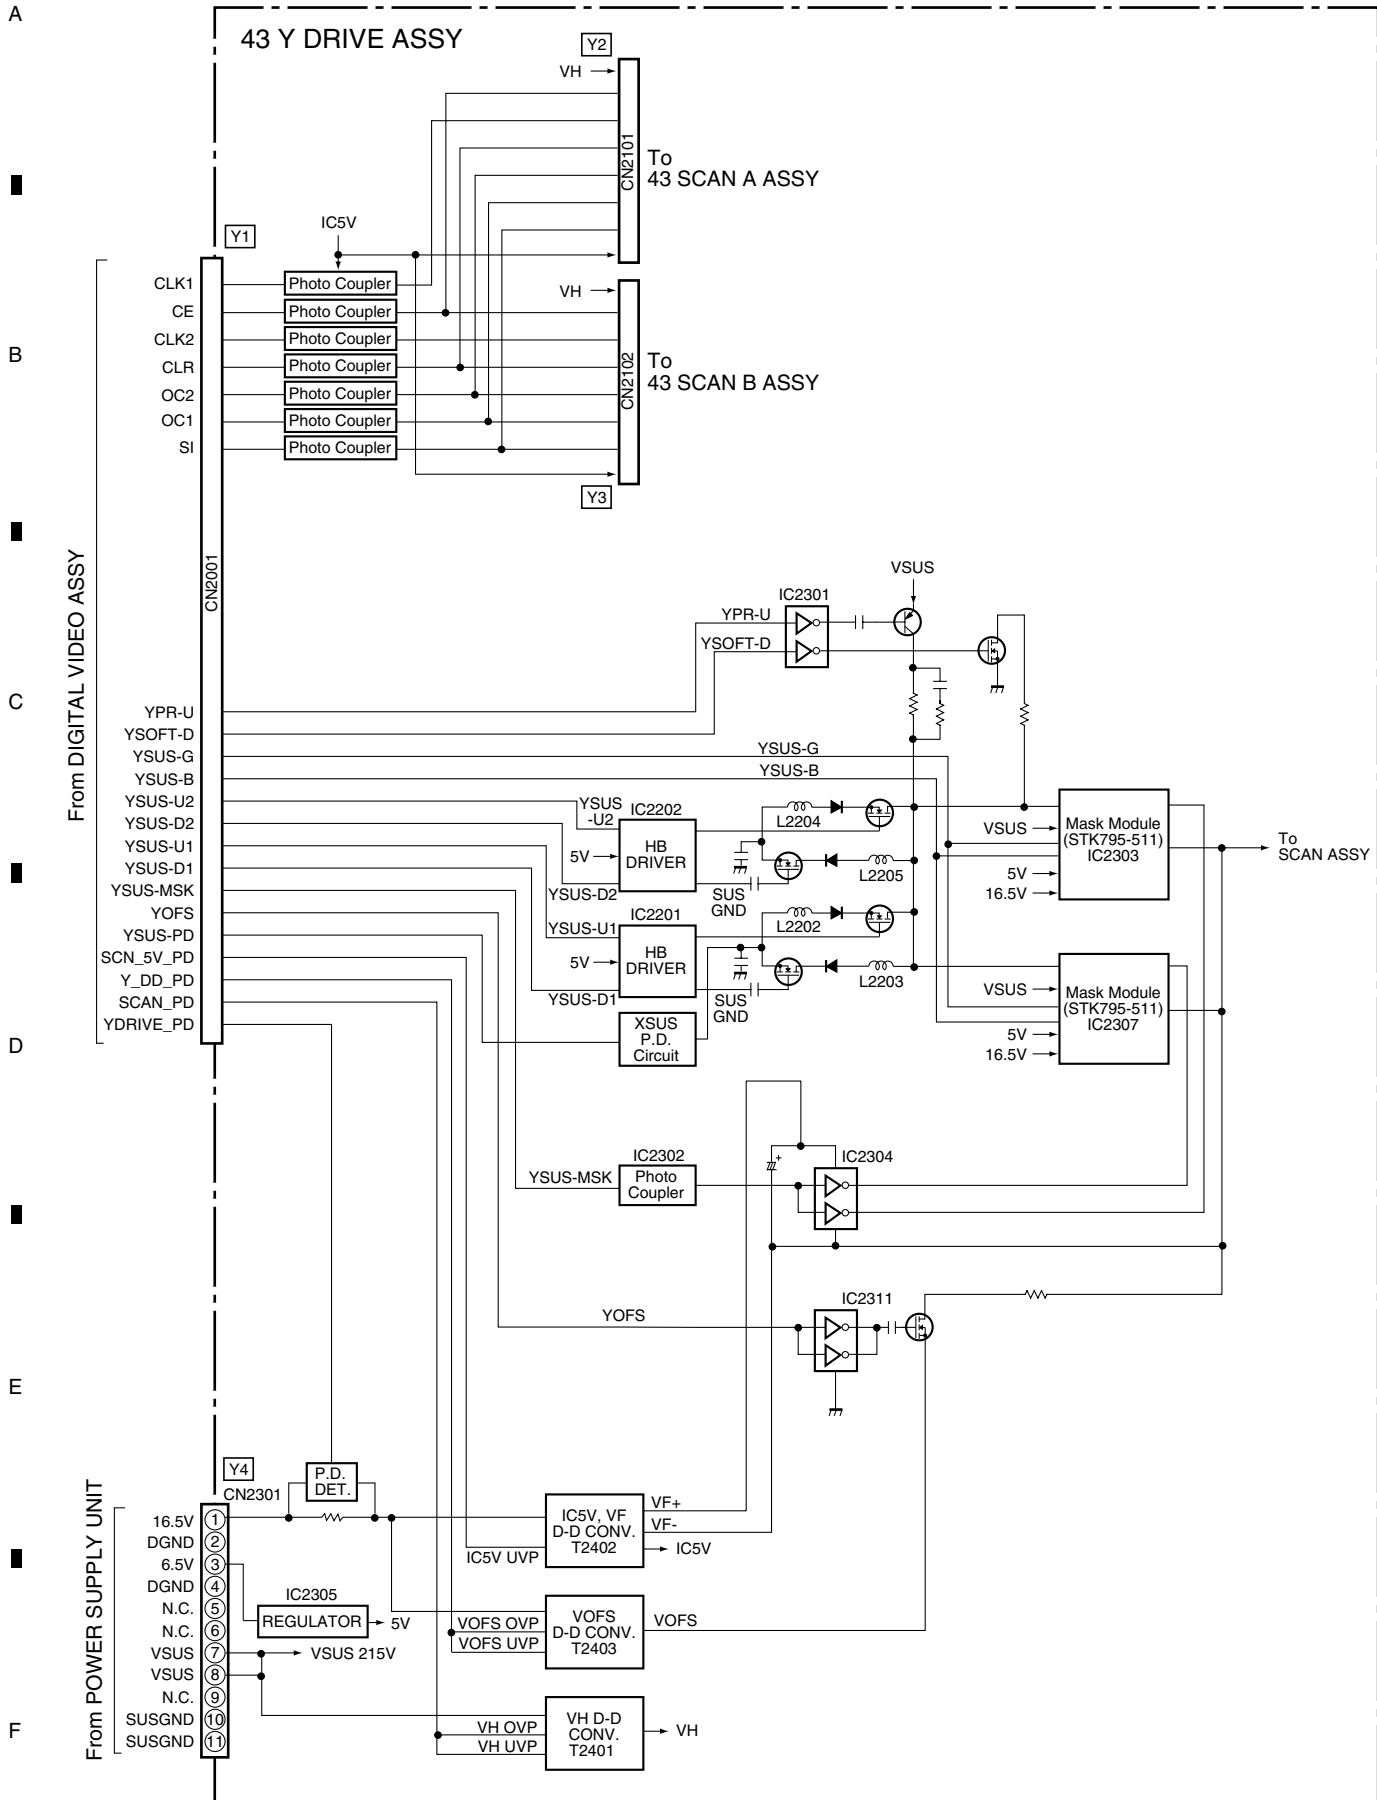 A
43 Y DRIVE ASSY
Y2
VH
CN2101
To
43 SCAN A ASSY
IC5V
Y1
CLK1
Photo Coupler
VH
CE
Photo Coupler
CLK2
Photo Coupler
B
CLR
Photo Coupler
CN2102
To
43 SCAN B ASSY
OC2
Photo Coupler
OC1
Photo Coupler
SI
Photo Coupler
Y3
From DIGITAL VIDEO ASSY
CN2001
VSUS
IC2301
YPR-U
YSOFT-D
C
YPR-U
YSOFT-D
YSUS-G
YSUS-G
YSUS-B
YSUS-B
YSUS-U2
YSUS-D2
YSUS-U1
YSUS-D1
YSUS-MSK
YOFS
YSUS-PD
SCN_5V_PD
Y_DD_PD
SCAN_PD
YDRIVE_PD
YSUS
-U2
IC2202
HB
DRIVER
5V
YSUS-D2
SUS
GND
L2204
L2205
VSUS
Mask Module
(STK795-511)
IC2303
5V
16.5V
To
SCAN ASSY
IC2201
YSUS-U1
HB
DRIVER
5V
YSUS-D1
SUS
GND
L2202
L2203
VSUS
Mask Module
(STK795-511)
IC2307
5V
16.5V
XSUS
P.D.
Circuit
D
IC2302
YSUS-MSK
Photo
Coupler
+
IC2304
IC2311
YOFS
E
Y4
CN2301
P.D.
DET.
From POWER SUPPLY UNIT
16.5V 1
DGND 2
6.5V 3
DGND 4
N.C. 5
N.C. 6
VSUS 7
VSUS 8
N.C. 9
SUSGND 10
SUSGND 11
IC5V, VF
D-D CONV.
T2402
VF+
VF-
IC5V
IC5V UVP
IC2305
REGULATOR
5V
VOFS OVP
VOFS UVP
VOFS
D-D CONV.
T2403
VOFS
VSUS 215V
F
VH OVP
VH UVP
VH D-D
CONV.
T2401
VH